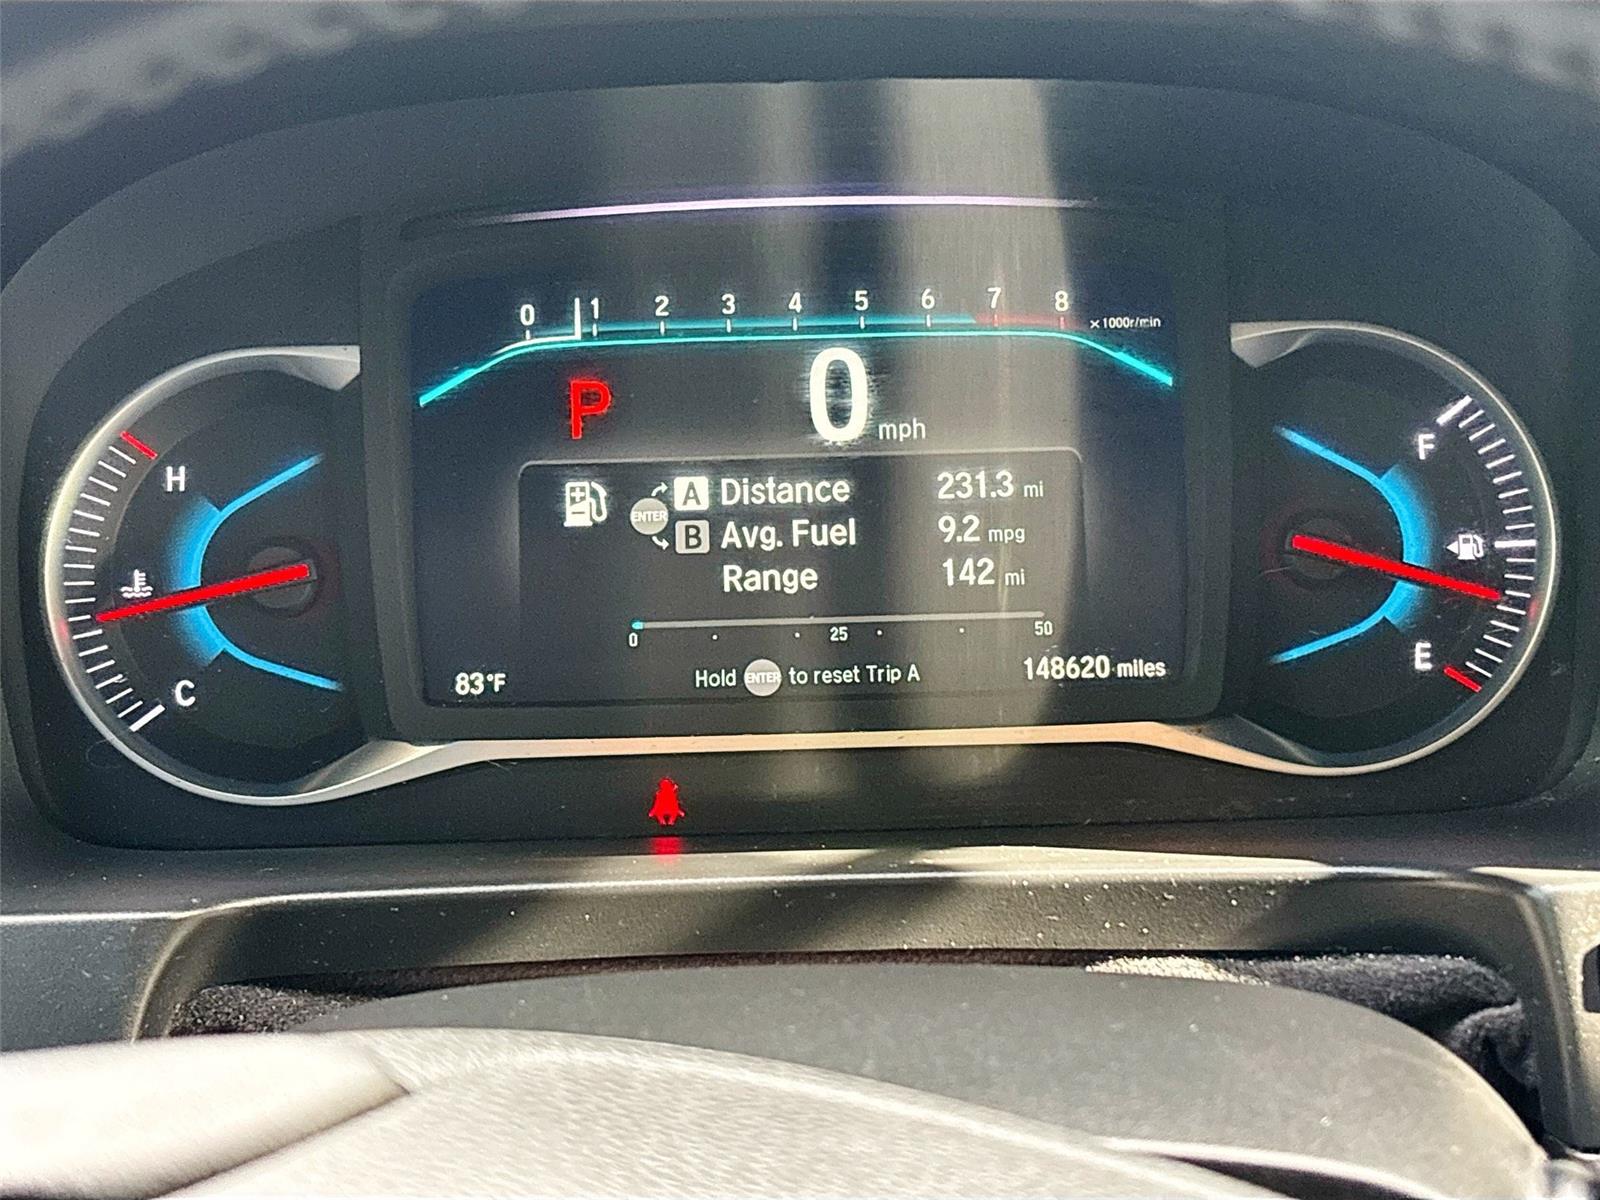 0 1 2 3 4 5 6 7 8 ×1000r/min
P 0 mph
H
C
F
E
A Distance 231.3 mi
ENTER
B Avg. Fuel 9.2 mpg
Range 142 mi
0 25 50
83°F
Hold ENTER to reset Trip A
148620 miles